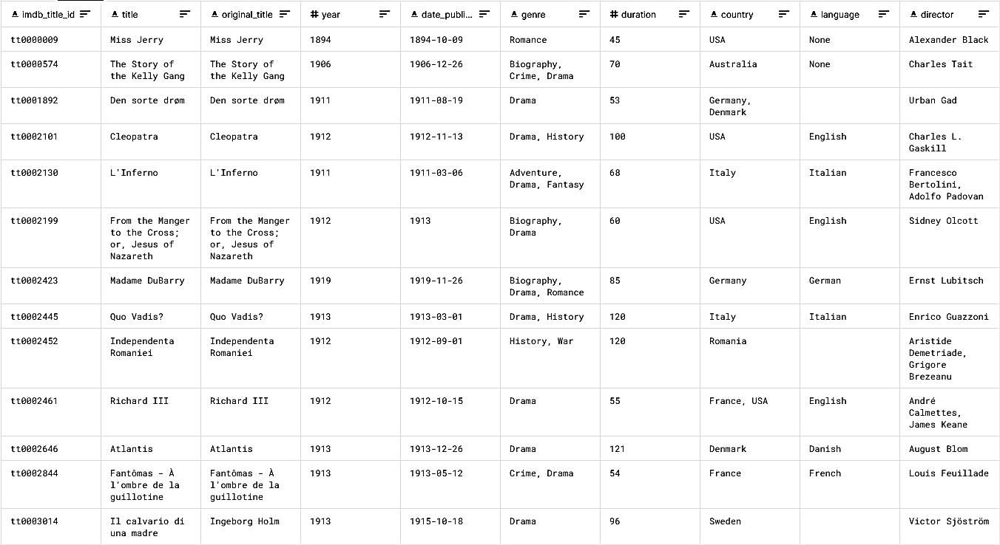 imdb_title_id title original_title year date_publi... genre duration country language director
tt0000009 Miss Jerry Miss Jerry 1894 1894-10-09 Romance 45 USA None Alexander Black
tt0000574 The Story of the Kelly Gang The Story of the Kelly Gang 1906 1906-12-26 Biography, Crime, Drama 70 Australia None Charles Tait
tt0001892 Den sorte drøm Den sorte drøm 1911 1911-08-19 Drama 53 Germany, Denmark Urban Gad
tt0002101 Cleopatra Cleopatra 1912 1912-11-13 Drama, History 100 USA English Charles L. Gaskill
tt0002130 L'Inferno L'Inferno 1911 1911-03-06 Adventure, Drama, Fantasy 68 Italy Italian Francesco Bertolini, Adolfo Padovan
tt0002199 From the Manger to the Cross; or, Jesus of Nazareth From the Manger to the Cross; or, Jesus of Nazareth 1912 1913 Biography, Drama 60 USA English Sidney Olcott
tt0002423 Madame DuBarry Madame DuBarry 1919 1919-11-26 Biography, Drama, Romance 85 Germany German Ernst Lubitsch
tt0002445 Quo Vadis? Quo Vadis? 1913 1913-03-01 Drama, History 120 Italy Italian Enrico Guazzoni
tt0002452 Independenta Romaniei Independenta Romaniei 1912 1912-09-01 History, War 120 Romania Aristide Demetriade, Grigore Brezeanu
tt0002461 Richard III Richard III 1912 1912-10-15 Drama 55 France, USA English André Calmettes, James Keane
tt0002646 Atlantis Atlantis 1913 1913-12-26 Drama 121 Denmark Danish August Blom
tt0002844 Fantômas - À l'ombre de la guillotine Fantômas - À l'ombre de la guillotine 1913 1913-05-12 Crime, Drama 54 France French Louis Feuillade
tt0003014 Il calvario di una madre Ingeborg Holm 1913 1915-10-18 Drama 96 Sweden Victor Sjöström